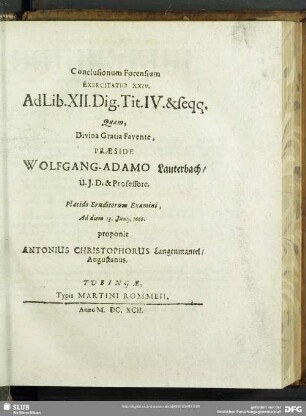 Conclusionum Forensium
EXERCITATIO XXIV.
Ad Lib. XII. Dig. Tit. IV. & seqq.
Quam,
Divina Gratia Favente,
PRÆSIDE
WOLFGANG-ADAMO Lauterbach/
U. J. D. & Professore.
Placido Eruditorum Examini,
Ad diem 13. Junij,
proponit
ANTONIUS CHRISTOPHORUS Langenmantel/
Augustanus.
TUBINGÆ,
Typis MARTINI ROMMEII,
Anno M. DC. XCII.
SLUB
DFG